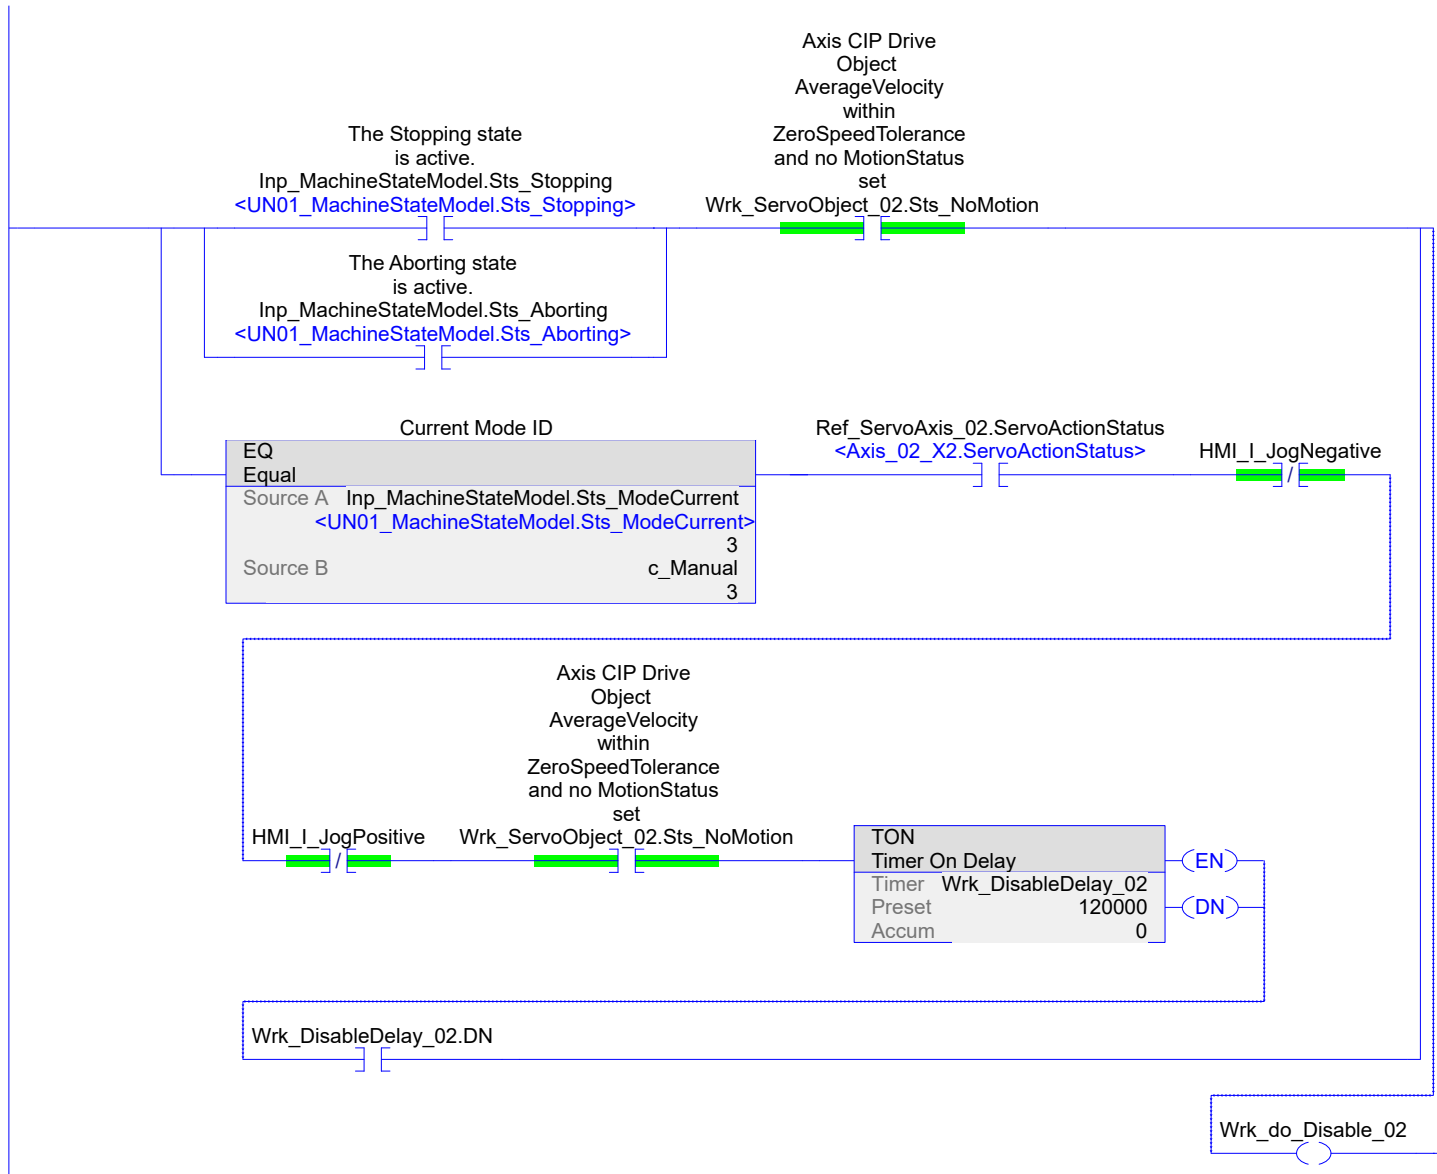 Axis CIP Drive
Object
AverageVelocity
within
ZeroSpeedTolerance
and no MotionStatus
set
Wrk_ServoObject_02.Sts_NoMotion
The Stopping state
is active.
Inp_MachineStateModel.Sts_Stopping
<UN01_MachineStateModel.Sts_Stopping>
The Aborting state
is active.
Inp_MachineStateModel.Sts_Aborting
<UN01_MachineStateModel.Sts_Aborting>
Current Mode ID
EQ
Equal
Source A Inp_MachineStateModel.Sts_ModeCurrent
<UN01_MachineStateModel.Sts_ModeCurrent>
3
Source B c_Manual
3
Ref_ServoAxis_02.ServoActionStatus
<Axis_02_X2.ServoActionStatus>
HMI_I_JogNegative
/
Axis CIP Drive
Object
AverageVelocity
within
ZeroSpeedTolerance
and no MotionStatus
set
HMI_I_JogPositive Wrk_ServoObject_02.Sts_NoMotion
/
TON
Timer On Delay
Timer Wrk_DisableDelay_02
Preset 120000
Accum 0
EN
DN
Wrk_DisableDelay_02.DN
Wrk_do_Disable_02